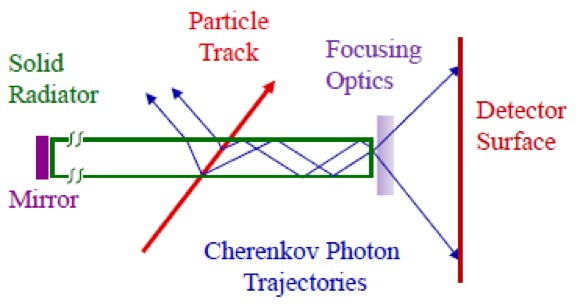 Particle
Track
Focusing
Optics
Solid
Radiator
Detector
Surface
Mirror
Cherenkov Photon
Trajectories